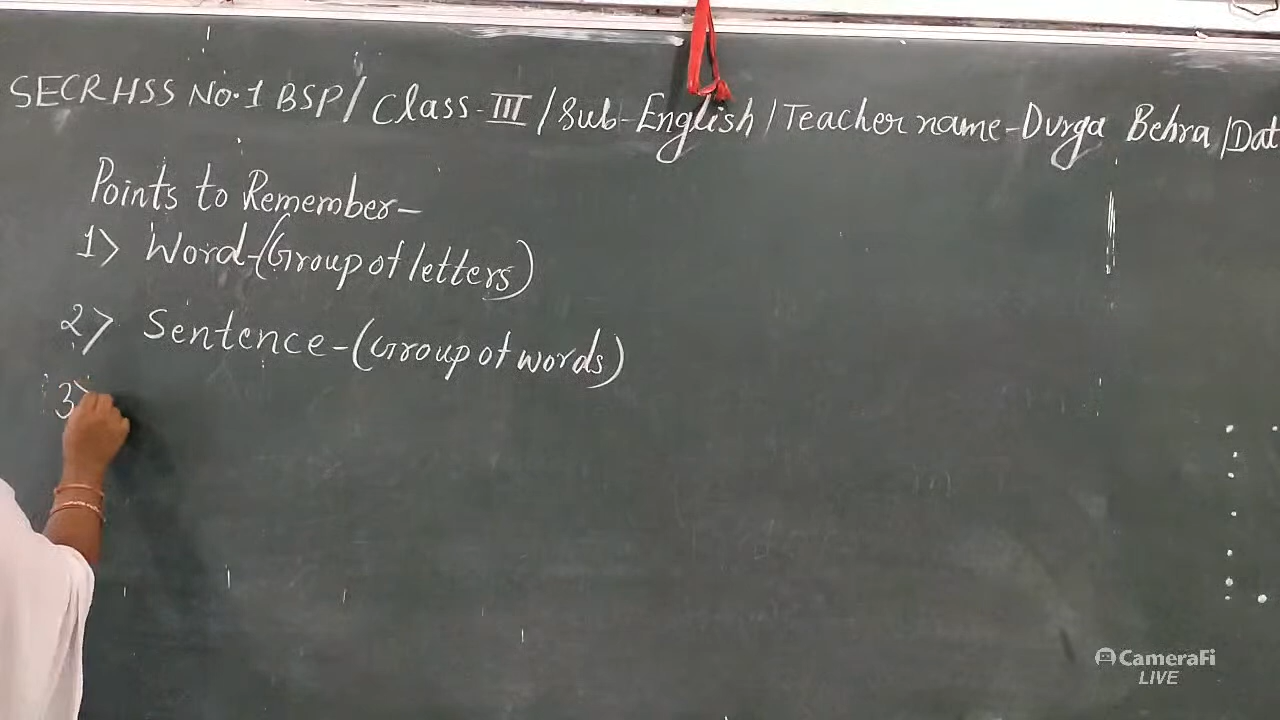 SECRHSS No.1 BSP/ Class-III / Sub-English / Teacher name-Durga Behra /Dat
Points to Remember-
1> Word-(Group of letters)
2> Sentence-(Group of words)
3>
CameraFi
LIVE